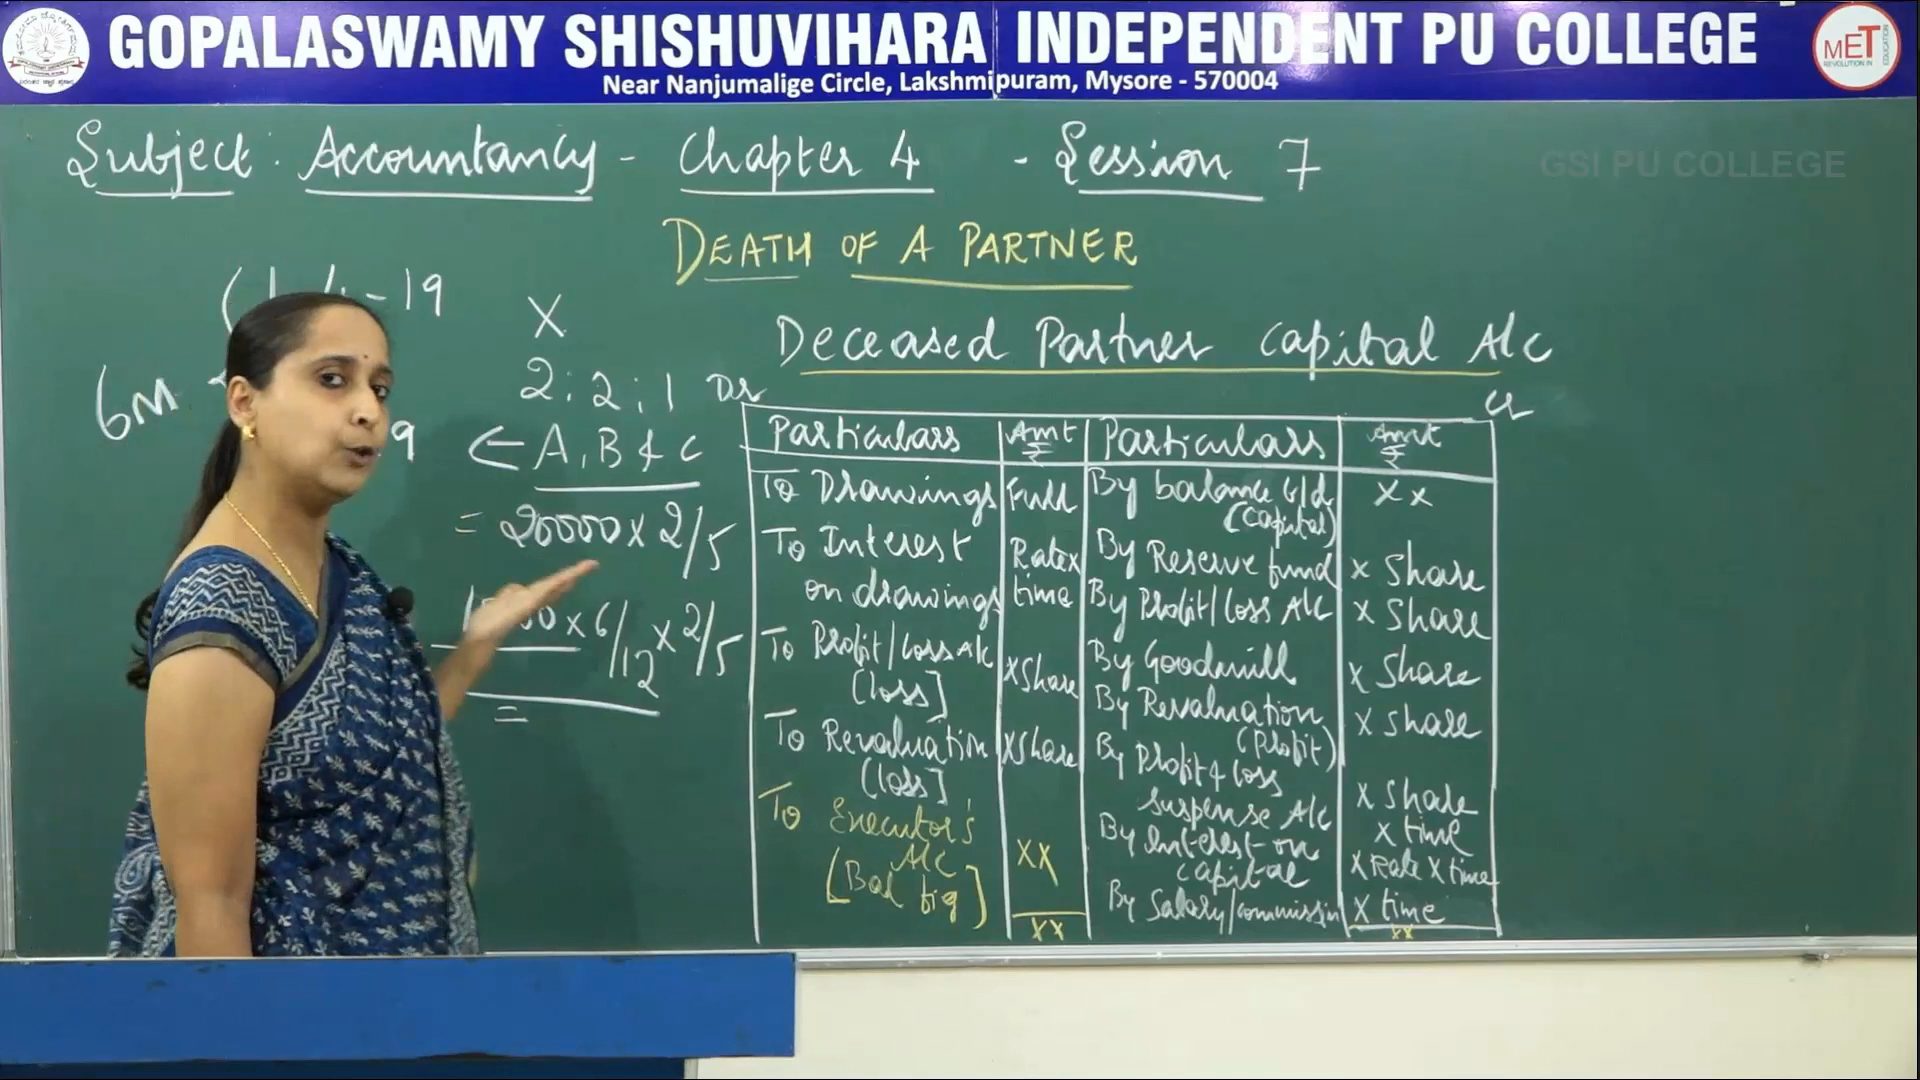 GOPALASWAMY SHISHUVIHARA INDEPENDENT PU COLLEGE
Near Nanjumalige Circle, Lakshmipuram, Mysore - 570004
MET
Subject: Accountancy - Chapter 4 - Session 7
GSI PU COLLEGE
DEATH OF A PARTNER
-19
X
2:2:1
6M
9
← A, B & C
= 20000 x 2/5
x 6/12 x 2/5
=
Deceased Partner Capital A/c
Dr Cr
Particulars Amt ₹ Particulars Amt ₹
To Drawings Full By balance b/d (Capital) xx
To Interest on drawings Rate x time By Reserve fund x Share
By Profit/Loss A/c x Share
To Profit/Loss A/c [Loss] x Share By Goodwill x Share
By Revaluation (Profit) x Share
To Revaluation [Loss] x Share By Profit & Loss Suspense A/c x Share x time
To Executor's A/c [Bal fig] xx By Interest on Capital x Rate x time
By Salary/commission x time
xx xx